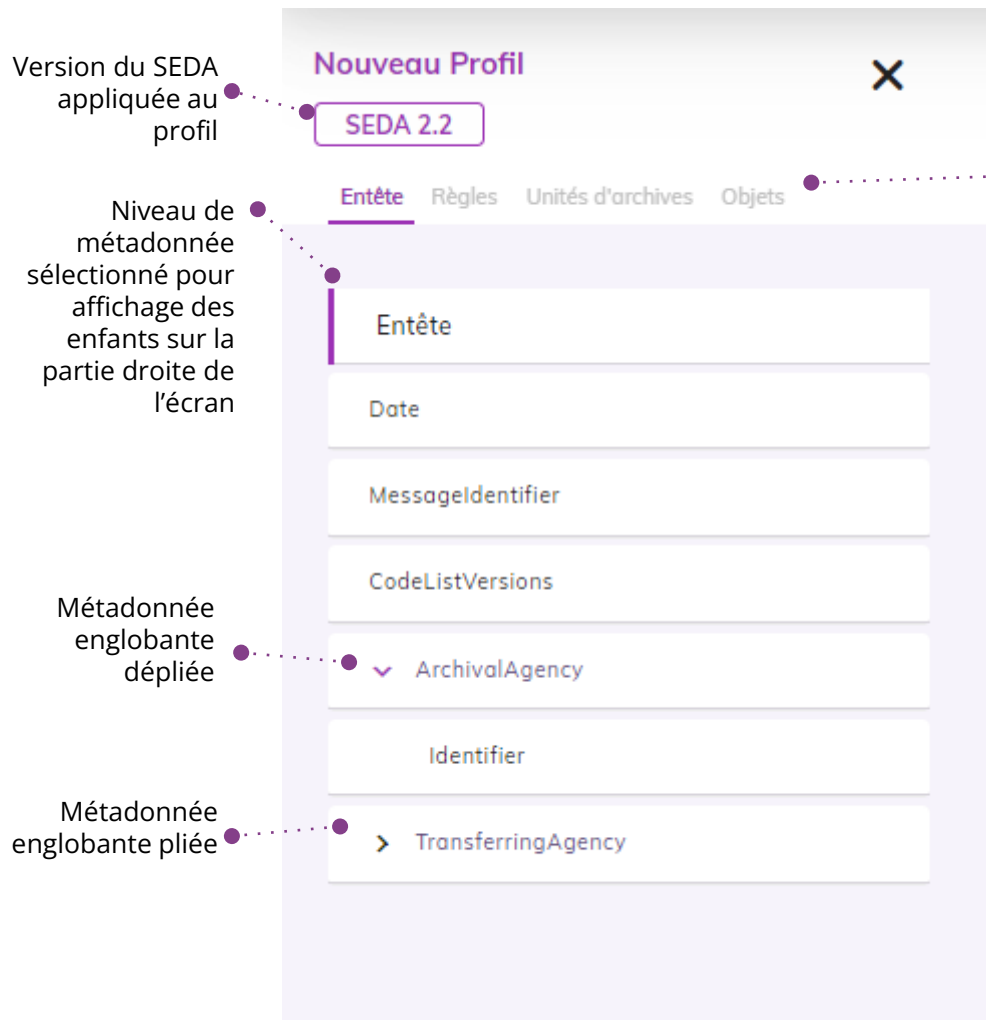 Version du SEDA
appliquée au
profil
Nouveau Profil
SEDA 2.2
Entête Règles Unités d'archives Objets
Niveau de
métadonnée
sélectionné pour
affichage des
enfants sur la
partie droite de
l’écran
Entête
Date
MessageIdentifier
CodeListVersions
Métadonnée
englobante
dépliée
ArchivalAgency
Identifier
Métadonnée
englobante pliée
TransferringAgency